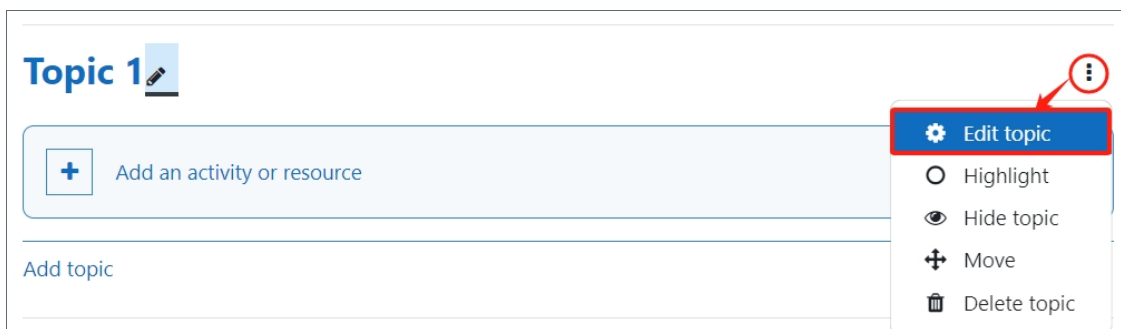 Topic 1
Edit topic
Add an activity or resource
Highlight
Hide topic
Move
Add topic
Delete topic